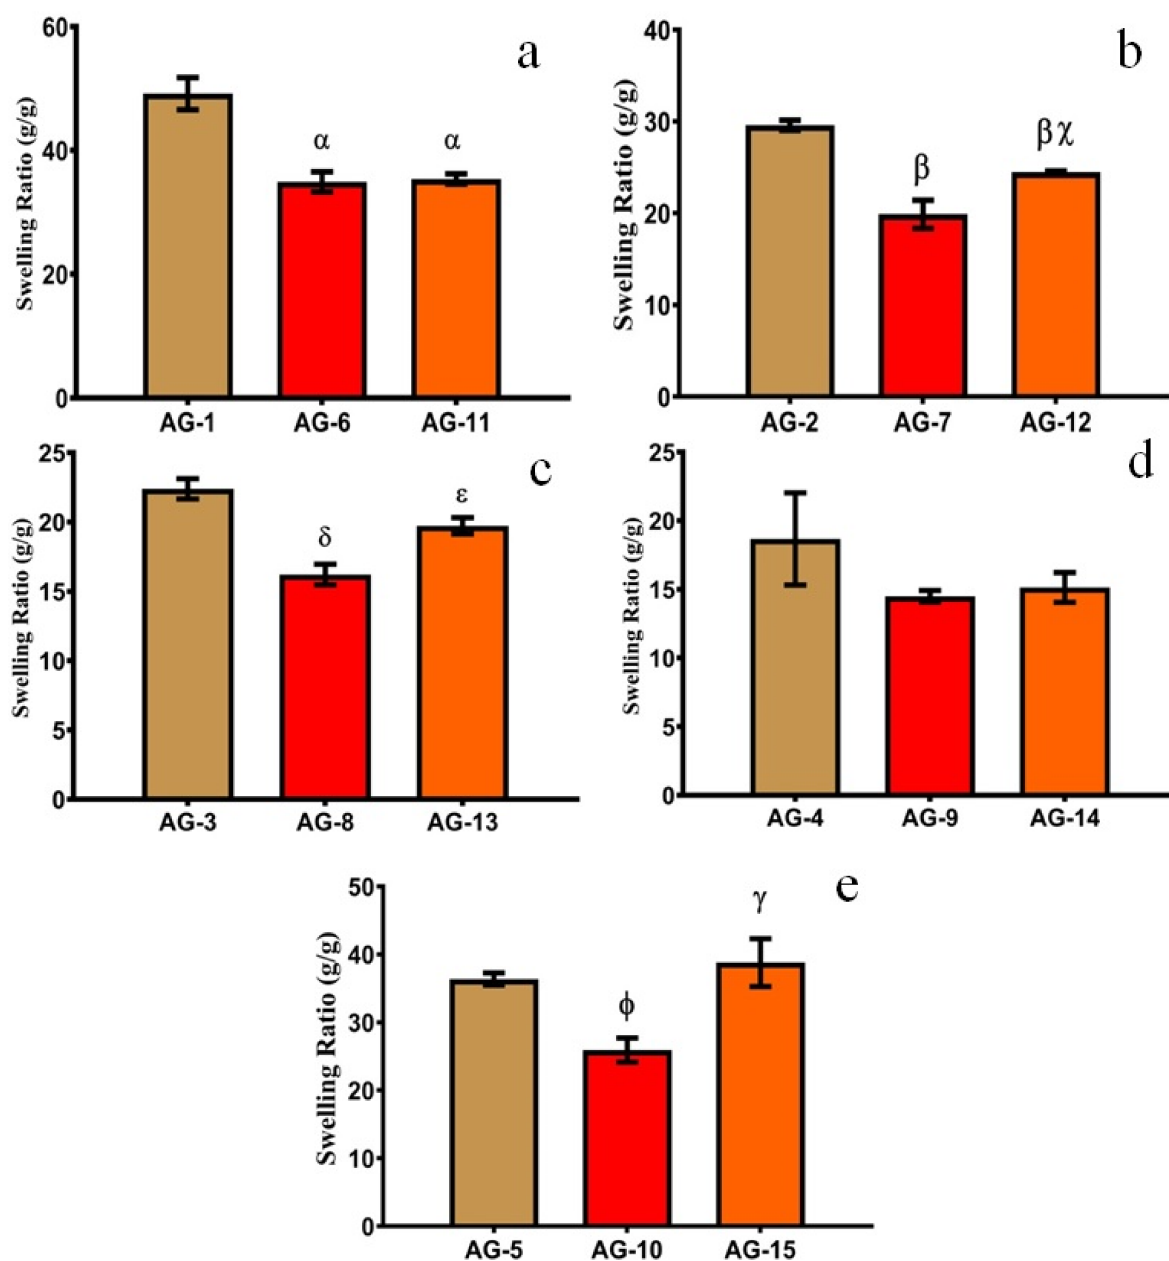 a
Swelling Ratio (g/g)
60
40
20
0
α
α
AG-1 AG-6 AG-11
b
Swelling Ratio (g/g)
40
30
20
10
0
β
βχ
AG-2 AG-7 AG-12
c
Swelling Ratio (g/g)
25
20
15
10
5
0
δ
ε
AG-3 AG-8 AG-13
d
Swelling Ratio (g/g)
25
20
15
10
5
0
AG-4 AG-9 AG-14
e
Swelling Ratio (g/g)
50
40
30
20
10
0
ϕ
γ
AG-5 AG-10 AG-15